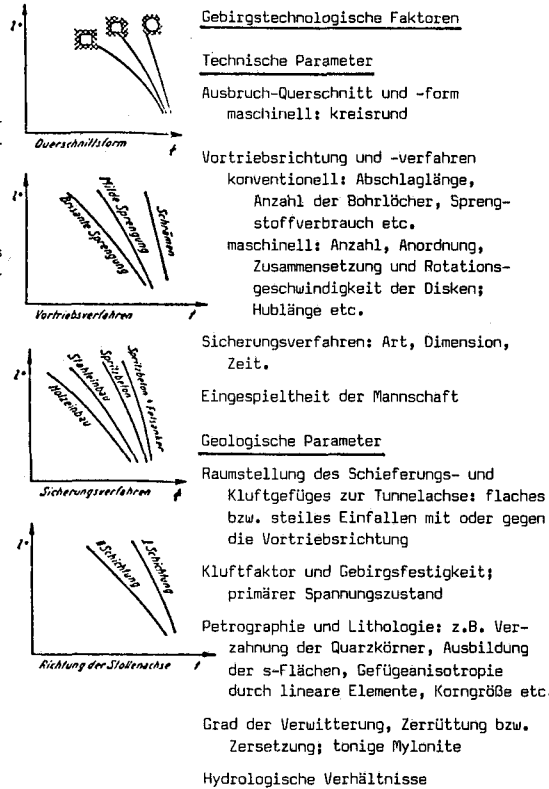 l*
Querschnittsform
t
l*
Brisante Sprengung
Milde Sprengung
Schrämen
Vortriebsverfahren
t
l*
Holzeinbau
Stahleinbau
Spritzbeton
Spritzbeton + Felsanker
Sicherungsverfahren
t
l*
∥ Schichtung
⊥ Schichtung
Richtung der Stollenachse
t
Gebirgstechnologische Faktoren
Technische Parameter
Ausbruch-Querschnitt und -form
maschinell: kreisrund
Vortriebsrichtung und -verfahren
konventionell: Abschlaglänge,
Anzahl der Bohrlöcher, Spreng-
stoffverbrauch etc.
maschinell: Anzahl, Anordnung,
Zusammensetzung und Rotations-
geschwindigkeit der Disken;
Hublänge etc.
Sicherungsverfahren: Art, Dimension,
Zeit.
Eingespieltheit der Mannschaft
Geologische Parameter
Raumstellung des Schieferungs- und
Kluftgefüges zur Tunnelachse: flaches
bzw. steiles Einfallen mit oder gegen
die Vortriebsrichtung
Kluftfaktor und Gebirgsfestigkeit;
primärer Spannungszustand
Petrographie und Lithologie: z.B. Ver-
zahnung der Quarzkörner, Ausbildung
der s-Flächen, Gefügeanisotropie
durch lineare Elemente, Korngröße etc.
Grad der Verwitterung, Zerrüttung bzw.
Zersetzung; tonige Mylonite
Hydrologische Verhältnisse